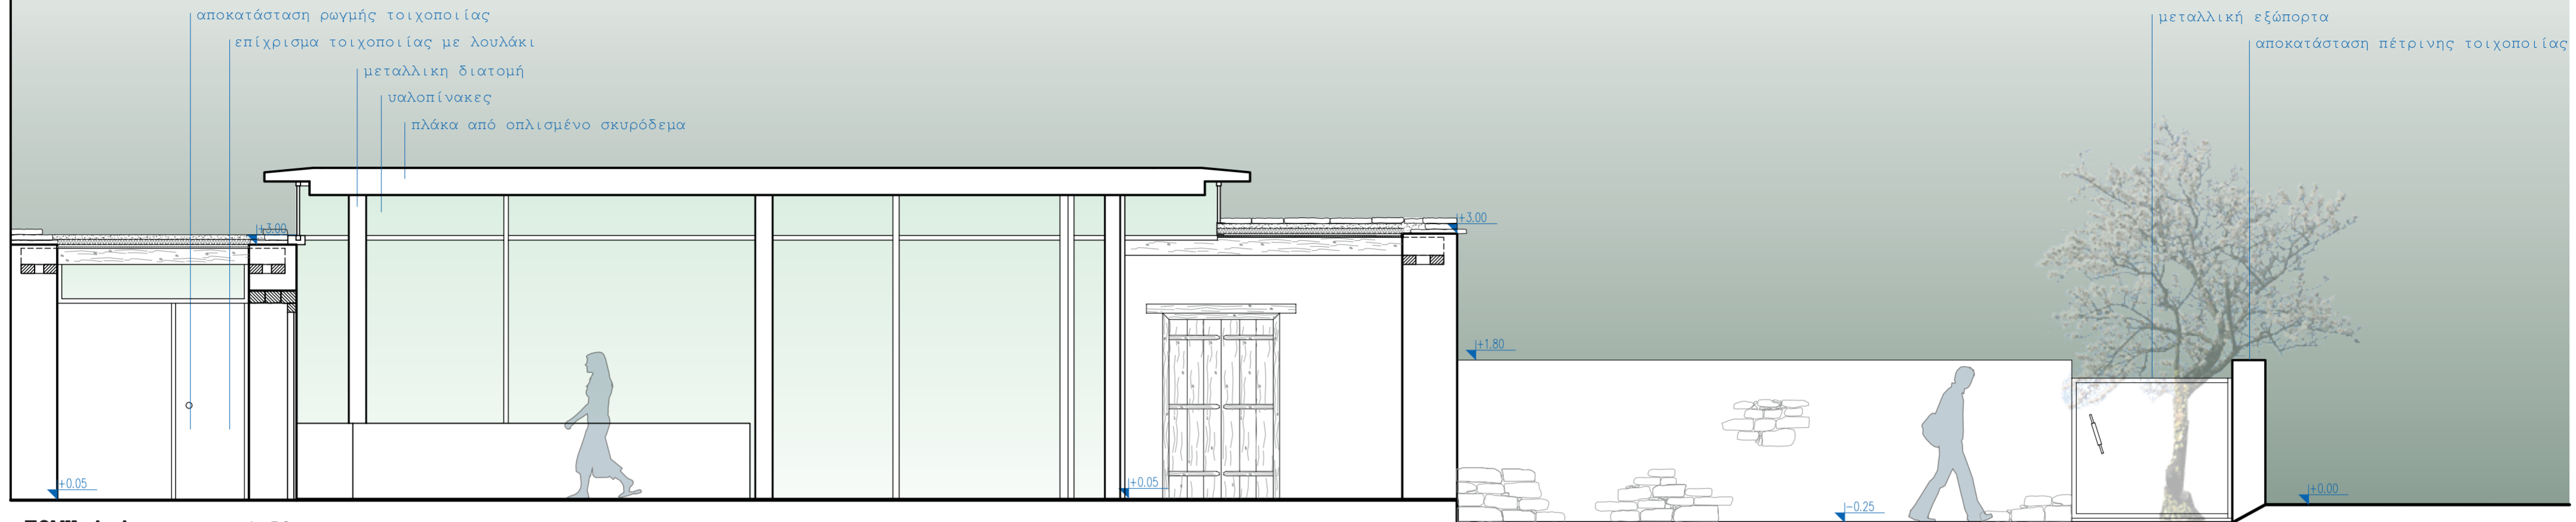 αποκατάσταση ρωγμής τοιχοποιίας
επίχρισμα τοιχοποιίας με λουλάκι
μεταλλικη διατομή
υαλοπίνακες
πλάκα από οπλισμένο σκυρόδεμα
μεταλλική εξώπορτα
αποκατάσταση πέτρινης τοιχοποιίας
+3.00
+3.00
+1.80
+0.05
+0.05
-0.25
+0.00